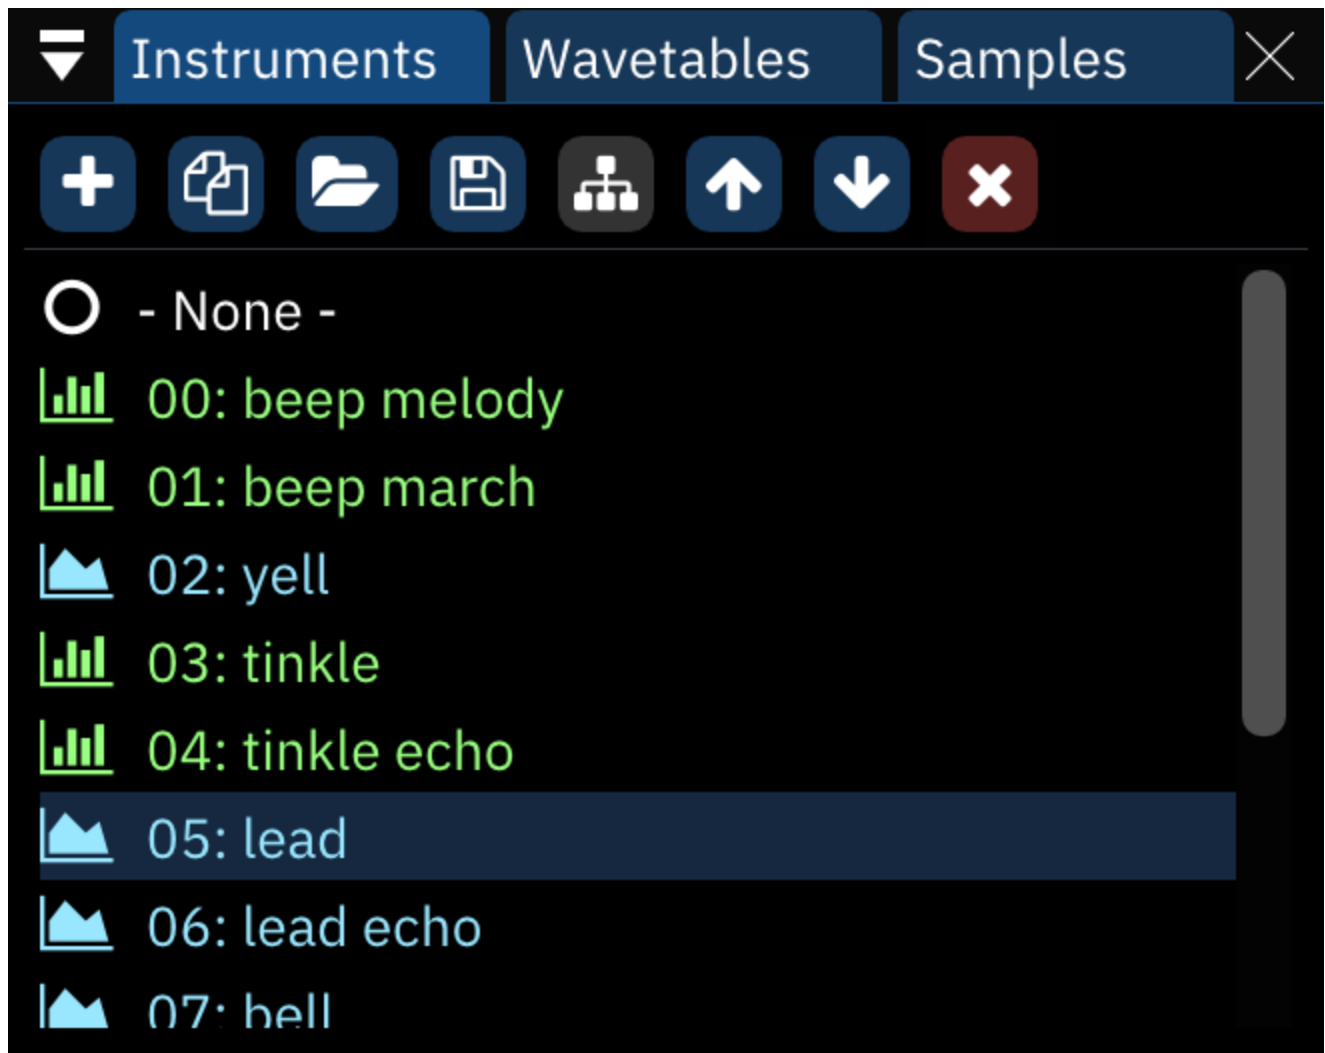 Instruments Wavetables Samples
- None -
00: beep melody
01: beep march
02: yell
03: tinkle
04: tinkle echo
05: lead
06: lead echo
07: bell